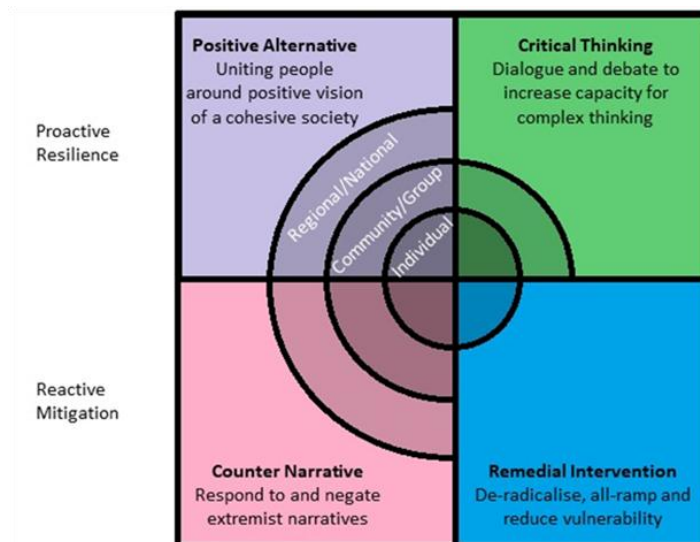 Positive Alternative
Uniting people
around positive vision
of a cohesive society
Critical Thinking
Dialogue and debate to
increase capacity for
complex thinking
Proactive
Resilience
Regional/National
Community/Group
Individual
Reactive
Mitigation
Counter Narrative
Respond to and negate
extremist narratives
Remedial Intervention
De-radicalise, all-ramp and
reduce vulnerability